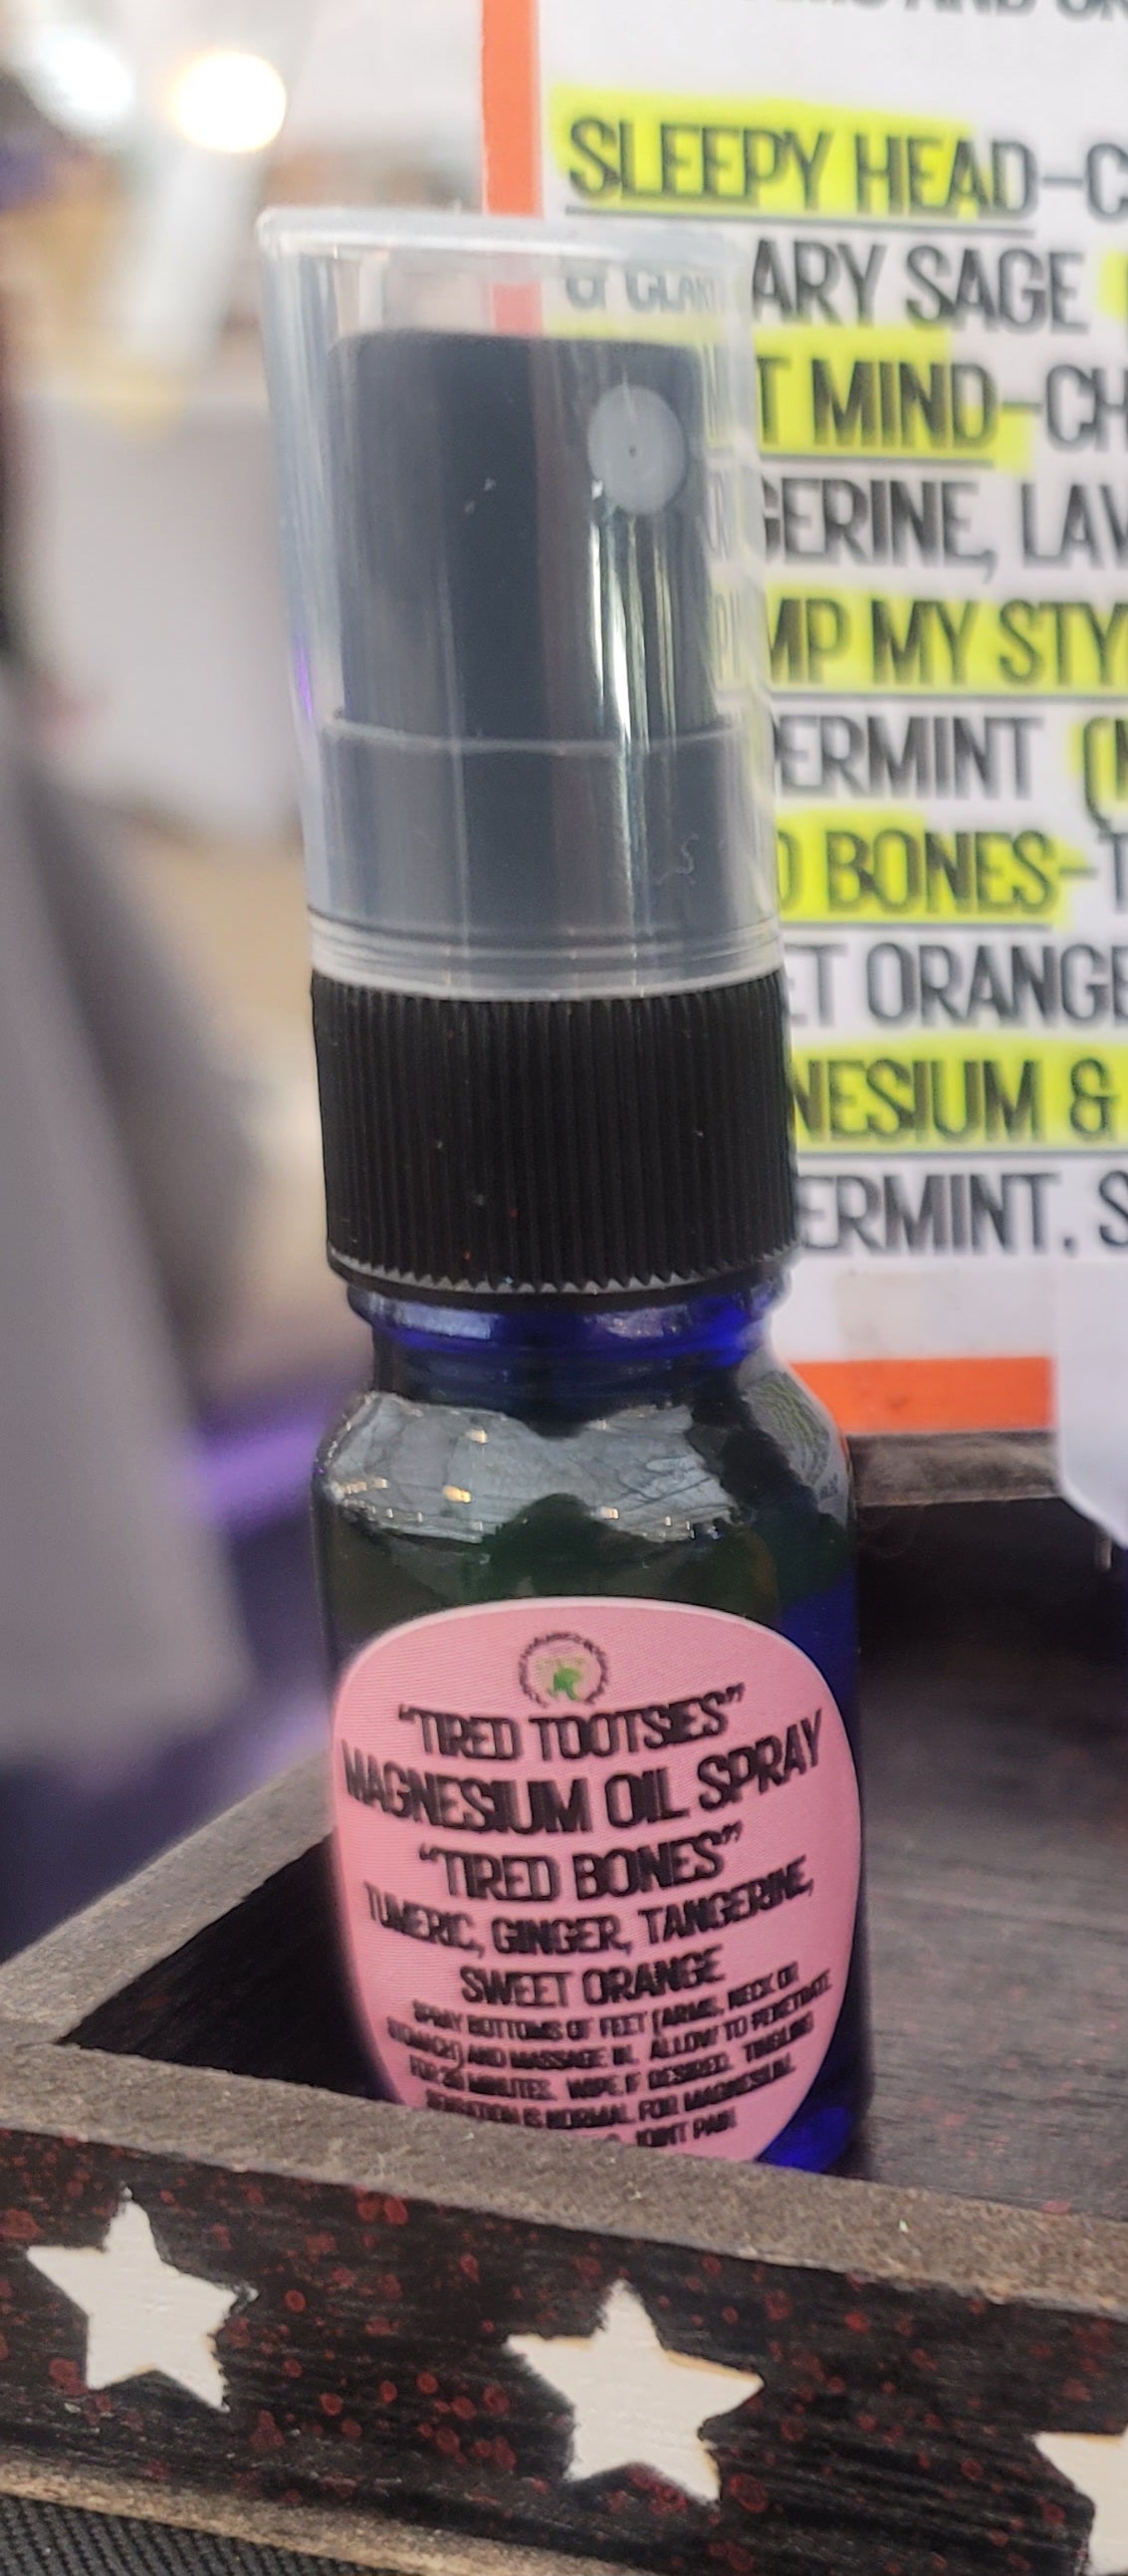 SLEEPY HEAD-C
ARY SAGE
T MIND-CH
GERINE, LAV
MP MY STY
ERMINT
D BONES-T
ET ORANGE
NESIUM &
ERMINT, S
"TIRED TOOTSIES"
MAGNESIUM OIL SPRAY
"TIRED BONES"
TUMERIC, GINGER, TANGERINE,
SWEET ORANGE
SPRAY BOTTOMS OF FEET (ARMS, NECK OR
STOMACH) AND MASSAGE IN. ALLOW TO PENETRATE
FOR 20 MINUTES. WIPE IF DESIRED. TINGLING
SENSATION IS NORMAL FOR MAGNESIUM.
JOINT PAIN